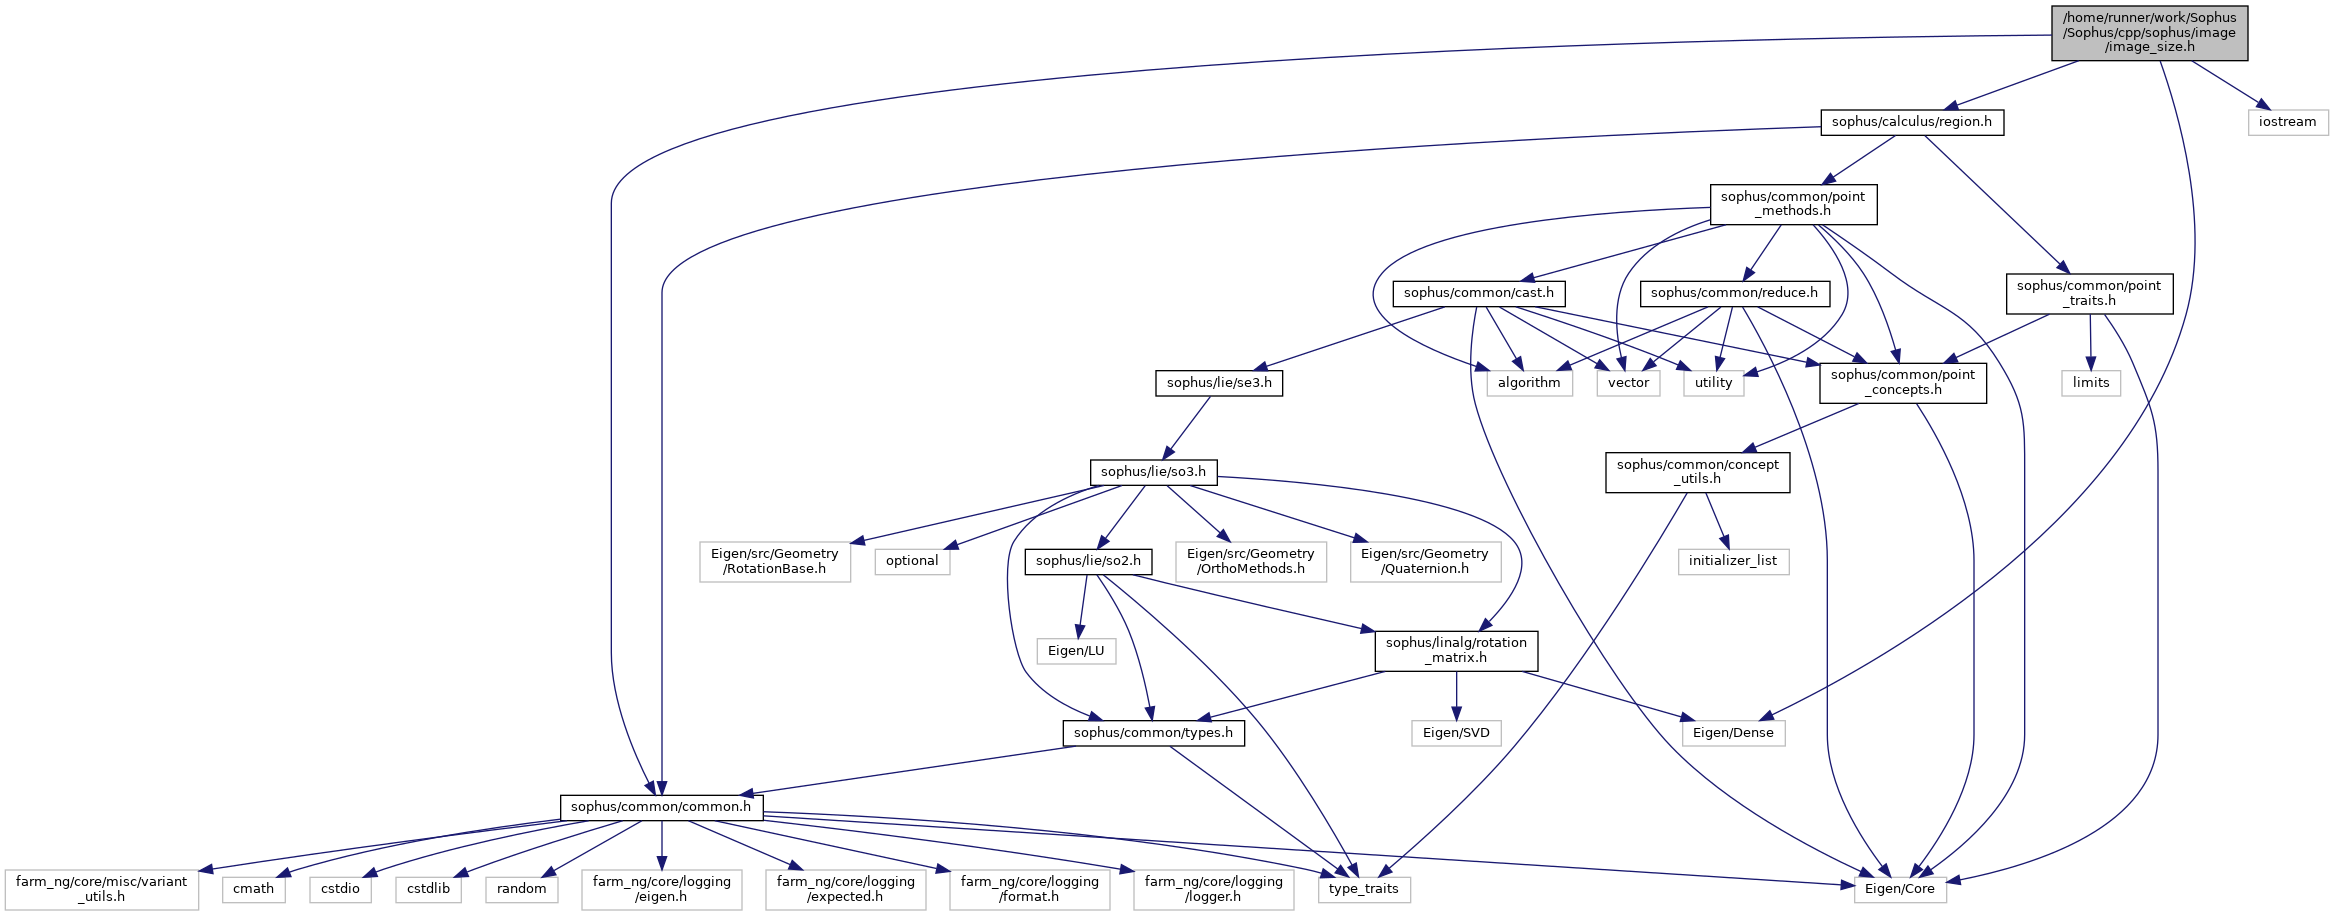 /home/runner/work/Sophus
/Sophus/cpp/sophus/image
/image_size.h
sophus/calculus/region.h
iostream
sophus/common/point
_methods.h
sophus/common/cast.h
sophus/common/reduce.h
sophus/common/point
_traits.h
sophus/lie/se3.h
algorithm
vector
utility
sophus/common/point
_concepts.h
limits
sophus/lie/so3.h
sophus/common/concept
_utils.h
Eigen/src/Geometry
/RotationBase.h
optional
sophus/lie/so2.h
Eigen/src/Geometry
/OrthoMethods.h
Eigen/src/Geometry
/Quaternion.h
initializer_list
Eigen/LU
sophus/linalg/rotation
_matrix.h
sophus/common/types.h
Eigen/SVD
Eigen/Dense
sophus/common/common.h
farm_ng/core/misc/variant
_utils.h
cmath
cstdio
cstdlib
random
farm_ng/core/logging
/eigen.h
farm_ng/core/logging
/expected.h
farm_ng/core/logging
/format.h
farm_ng/core/logging
/logger.h
type_traits
Eigen/Core